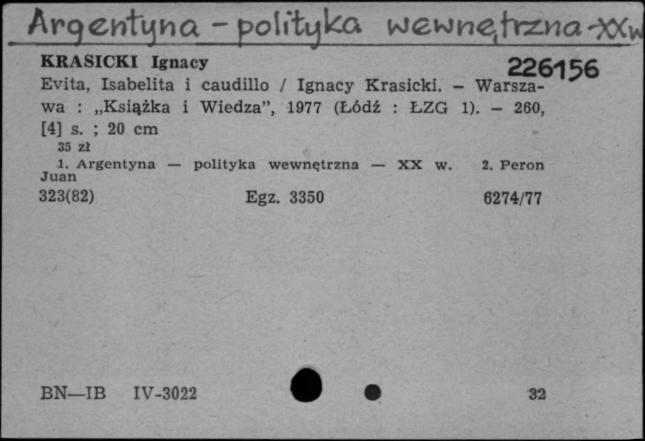 Argentyna - polityka wewnętrzna - XX w
KRASICKI Ignacy
226156
Evita, Isabelita i caudillo / Ignacy Krasicki. — Warsza-
wa : „Książka i Wiedza”, 1977 (Łódź : ŁZG 1). — 260,
[4] s. ; 20 cm
35 zł
1. Argentyna — polityka wewnętrzna — XX w. 2. Peron
Juan
323(82) Egz. 3350 6274/77
BN—IB IV-3022 32